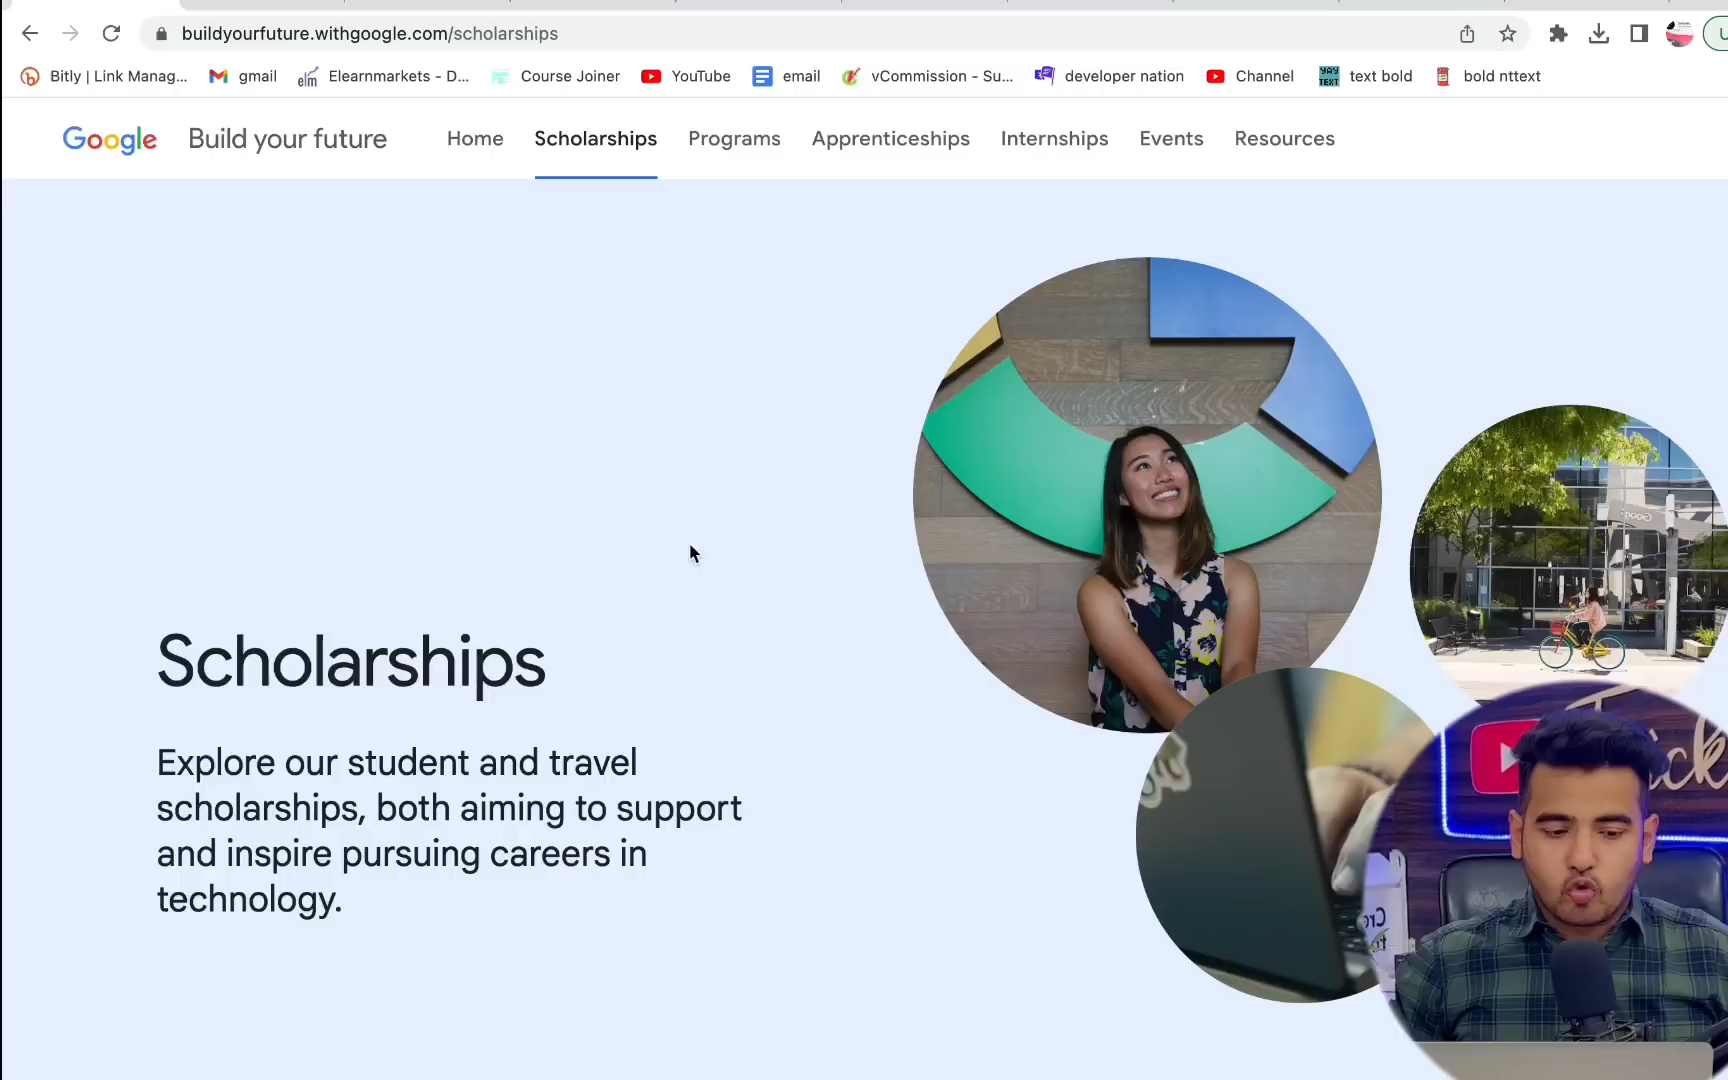 buildyourfuture.withgoogle.com/scholarships
Bitly | Link Manag... gmail Elearnmarkets - D... Course Joiner YouTube email vCommission - Su... developer nation Channel YAY TEXT text bold bold nttext
Google Build your future Home Scholarships Programs Apprenticeships Internships Events Resources
Scholarships
Explore our student and travel
scholarships, both aiming to support
and inspire pursuing careers in
technology.